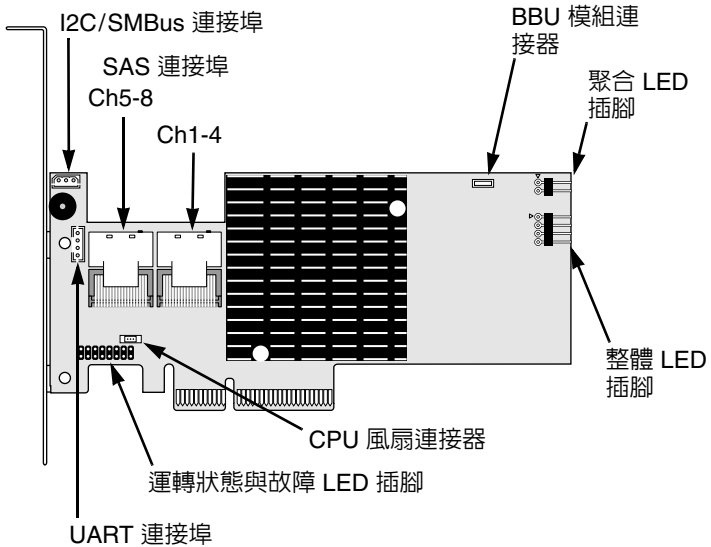 I2C/SMBus 連接埠
BBU 模組連
接器
SAS 連接埠
Ch5-8
Ch1-4
聚合 LED
插腳
整體 LED
插腳
CPU 風扇連接器
運轉狀態與故障 LED 插腳
UART 連接埠